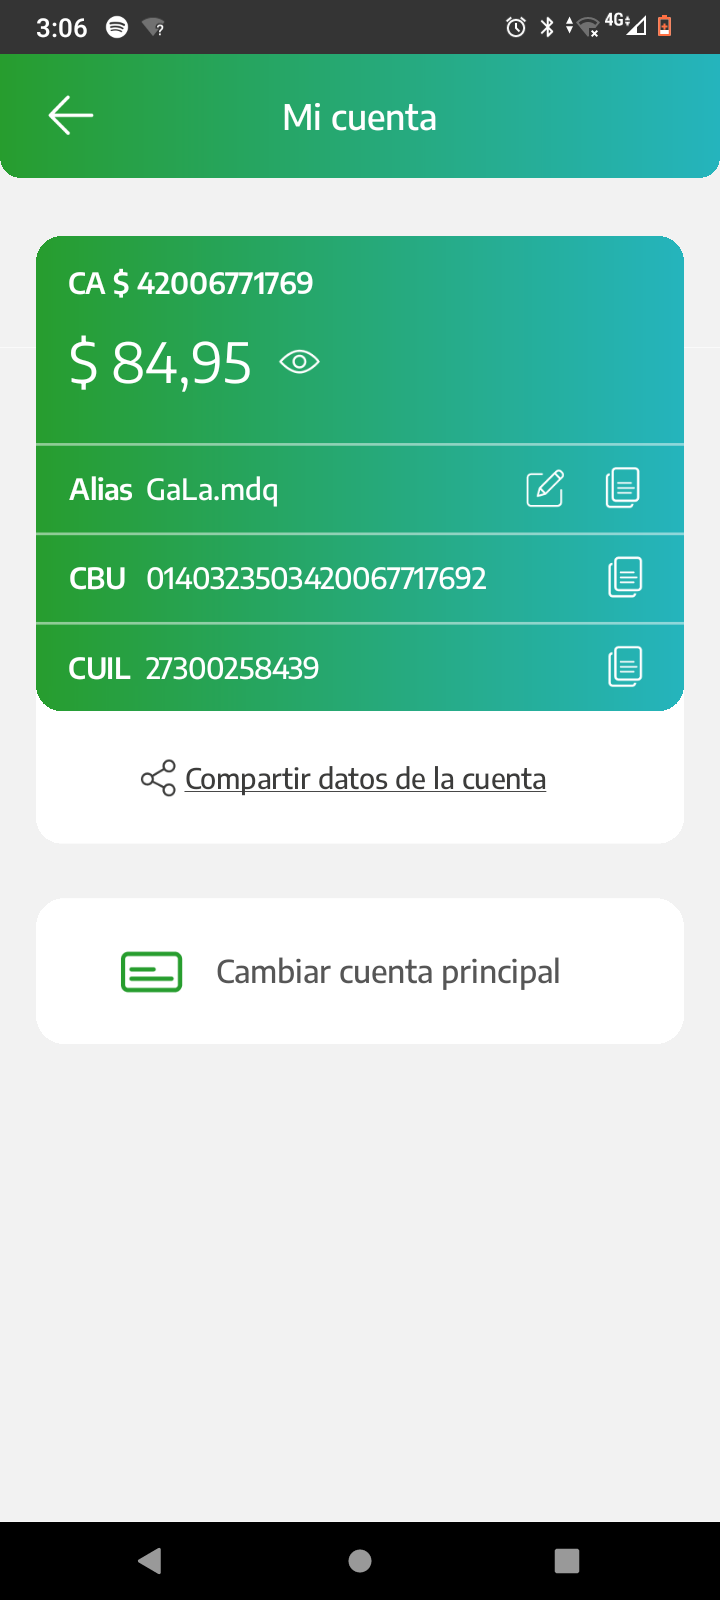 3:06
4G
Mi cuenta
CA $ 42006771769
$ 84,95
Alias GaLa.mdq
CBU 0140323503420067717692
CUIL 27300258439
Compartir datos de la cuenta
Cambiar cuenta principal